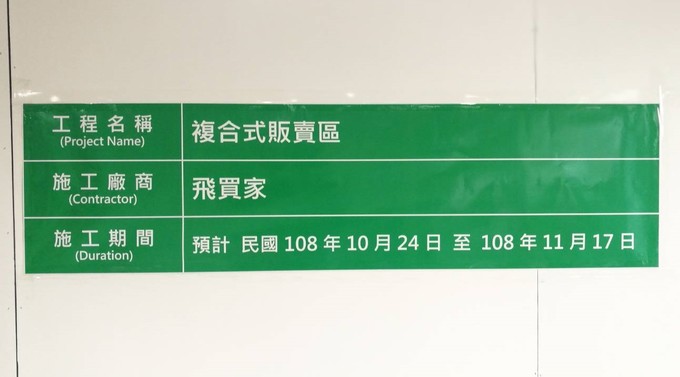 工程名稱
(Project Name)
複合式販賣區
施工廠商
(Contractor)
飛買家
施工期間
(Duration)
預計 民國 108 年 10 月 24 日 至 108 年 11 月 17 日